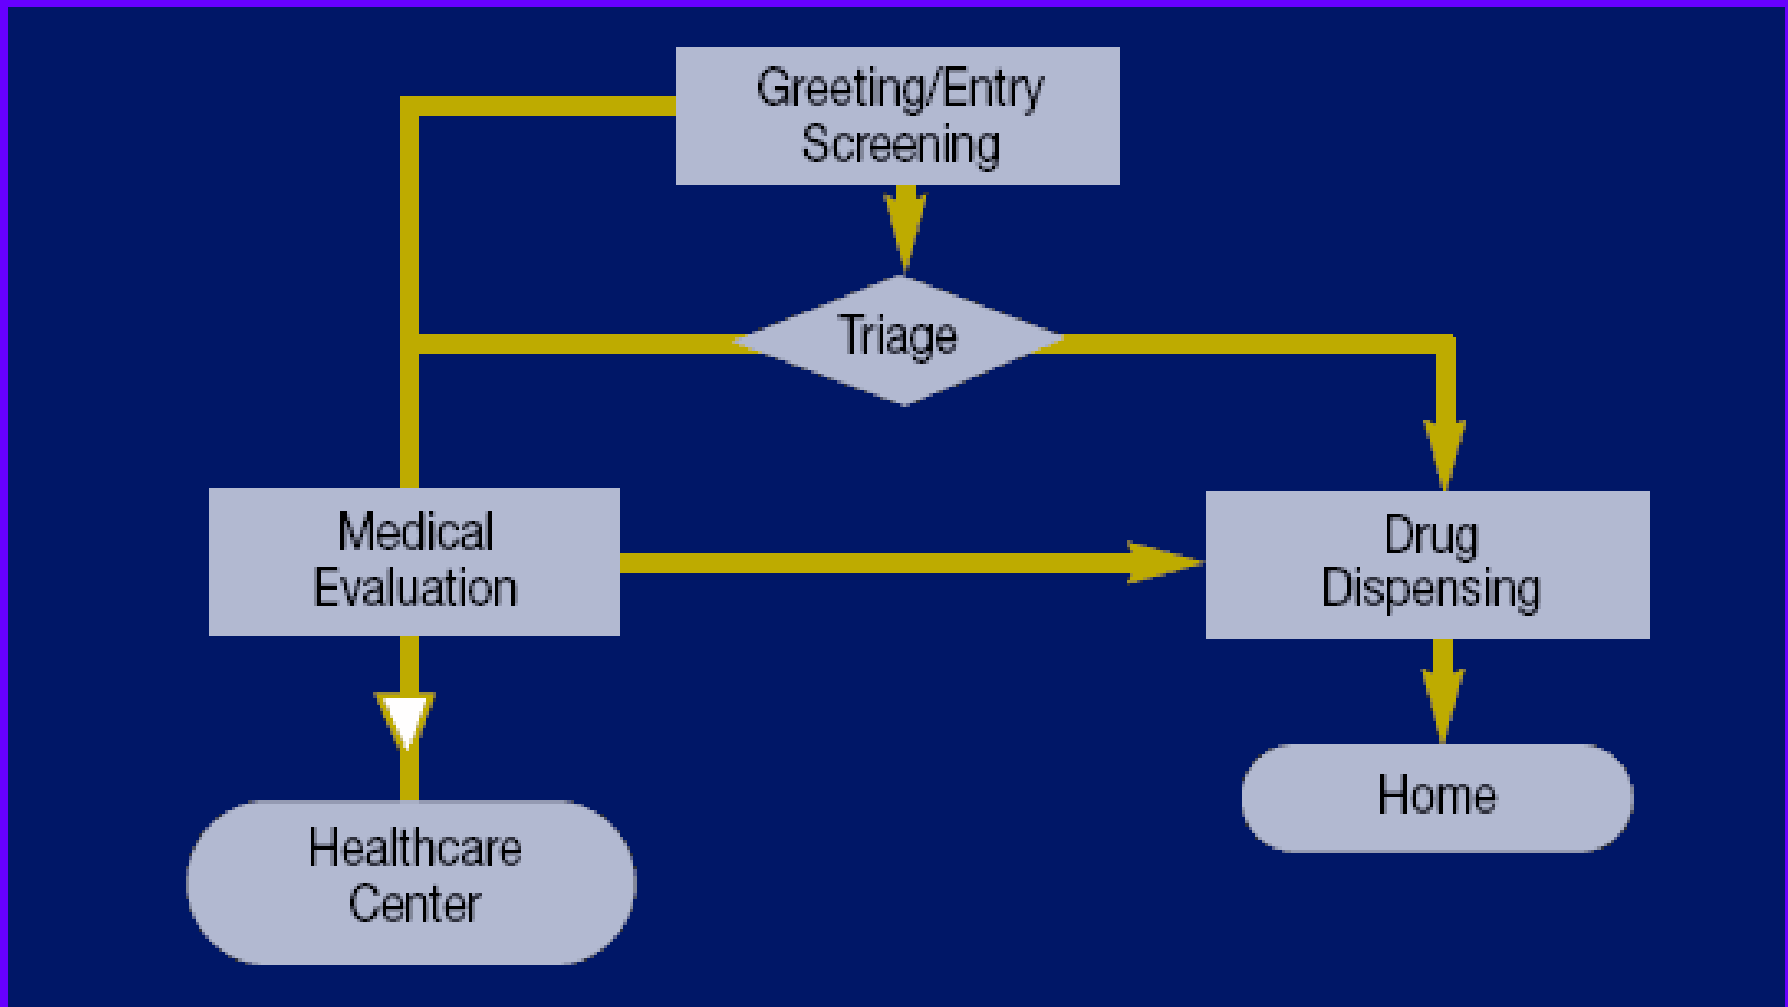 Greeting/Entry
Screening
Triage
Medical
Evaluation
Drug
Dispensing
Home
Healthcare
Center